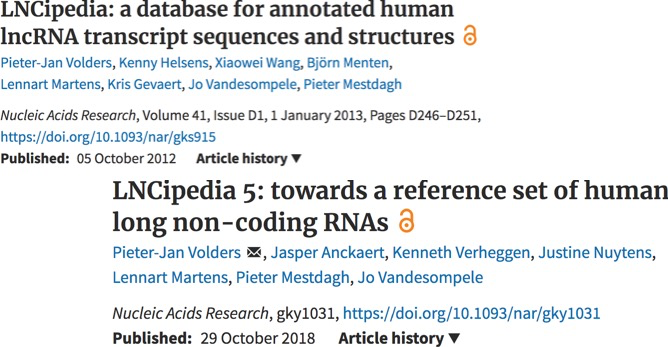 LNCipedia: a database for annotated human
lncRNA transcript sequences and structures
Pieter-Jan Volders, Kenny Helsens, Xiaowei Wang, Björn Menten,
Lennart Martens, Kris Gevaert, Jo Vandesompele, Pieter Mestdagh
Nucleic Acids Research, Volume 41, Issue D1, 1 January 2013, Pages D246–D251,
https://doi.org/10.1093/nar/gks915
Published: 05 October 2012 Article history ▼
LNCipedia 5: towards a reference set of human
long non-coding RNAs
Pieter-Jan Volders ✉, Jasper Anckaert, Kenneth Verheggen, Justine Nuytens,
Lennart Martens, Pieter Mestdagh, Jo Vandesompele
Nucleic Acids Research, gky1031, https://doi.org/10.1093/nar/gky1031
Published: 29 October 2018 Article history ▼